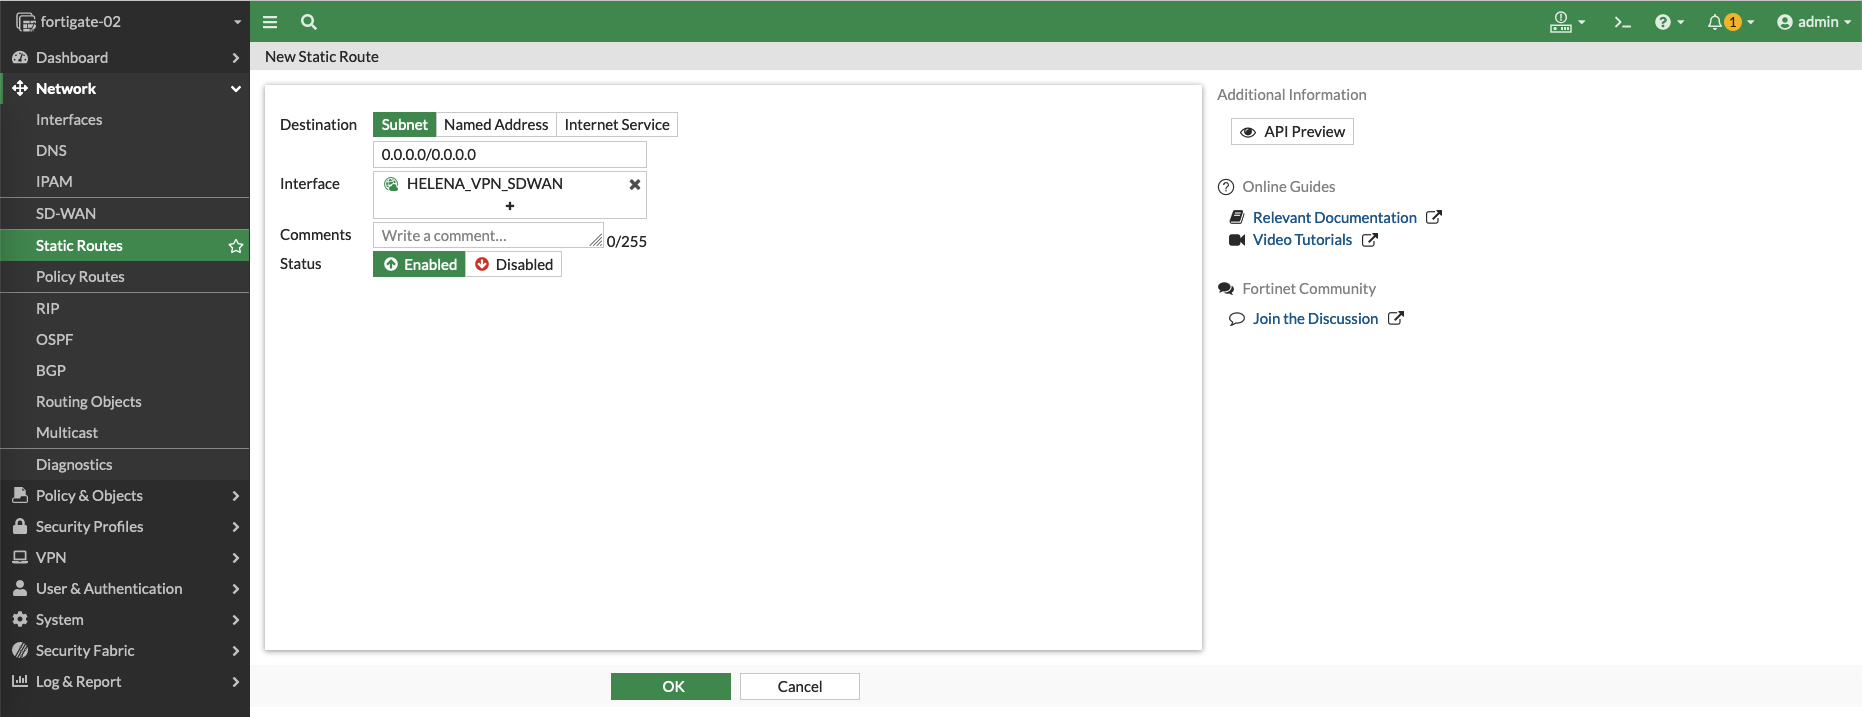 fortigate-02
1
admin
Dashboard
Network
Interfaces
DNS
IPAM
SD-WAN
Static Routes
Policy Routes
RIP
OSPF
BGP
Routing Objects
Multicast
Diagnostics
Policy & Objects
Security Profiles
VPN
User & Authentication
System
Security Fabric
Log & Report
New Static Route
Destination Subnet Named Address Internet Service
0.0.0.0/0.0.0.0
Interface HELENA_VPN_SDWAN
+
Comments Write a comment... 0/255
Status Enabled Disabled
OK Cancel
Additional Information
API Preview
Online Guides
Relevant Documentation
Video Tutorials
Fortinet Community
Join the Discussion